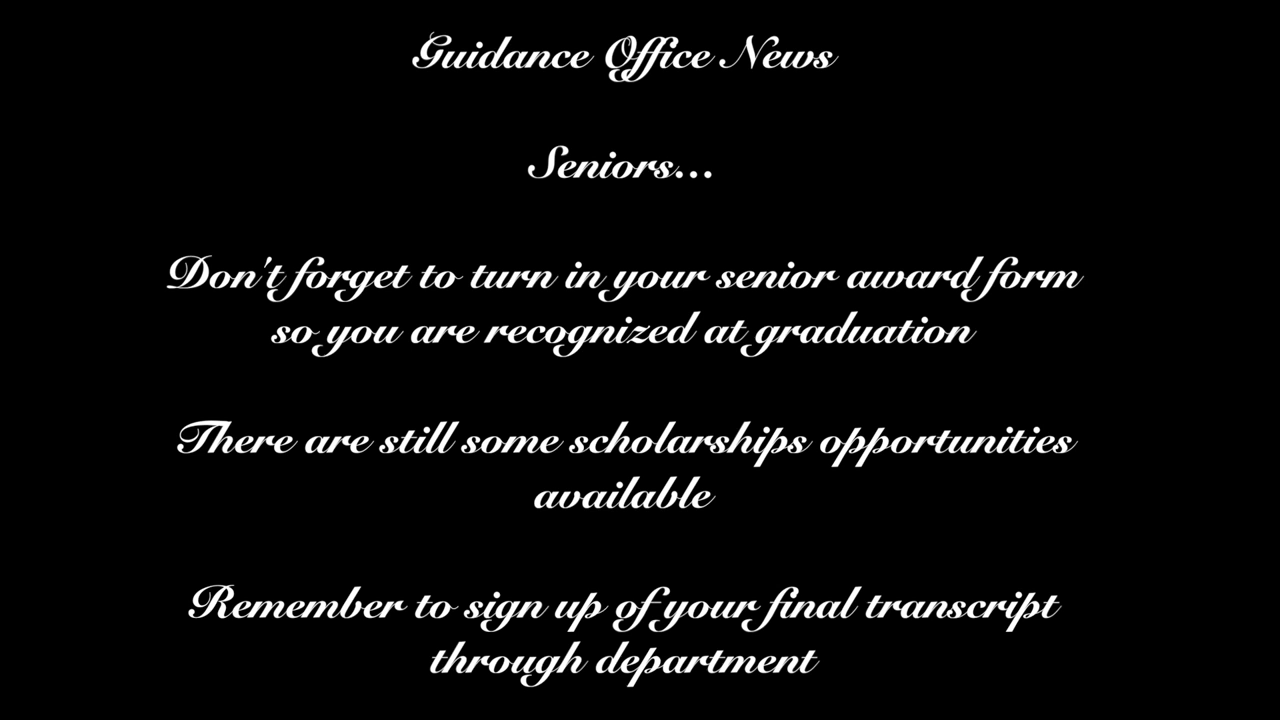 Guidance Office News
Seniors...
Don't forget to turn in your senior award form
so you are recognized at graduation
There are still some scholarships opportunities
available
Remember to sign up of your final transcript
through department